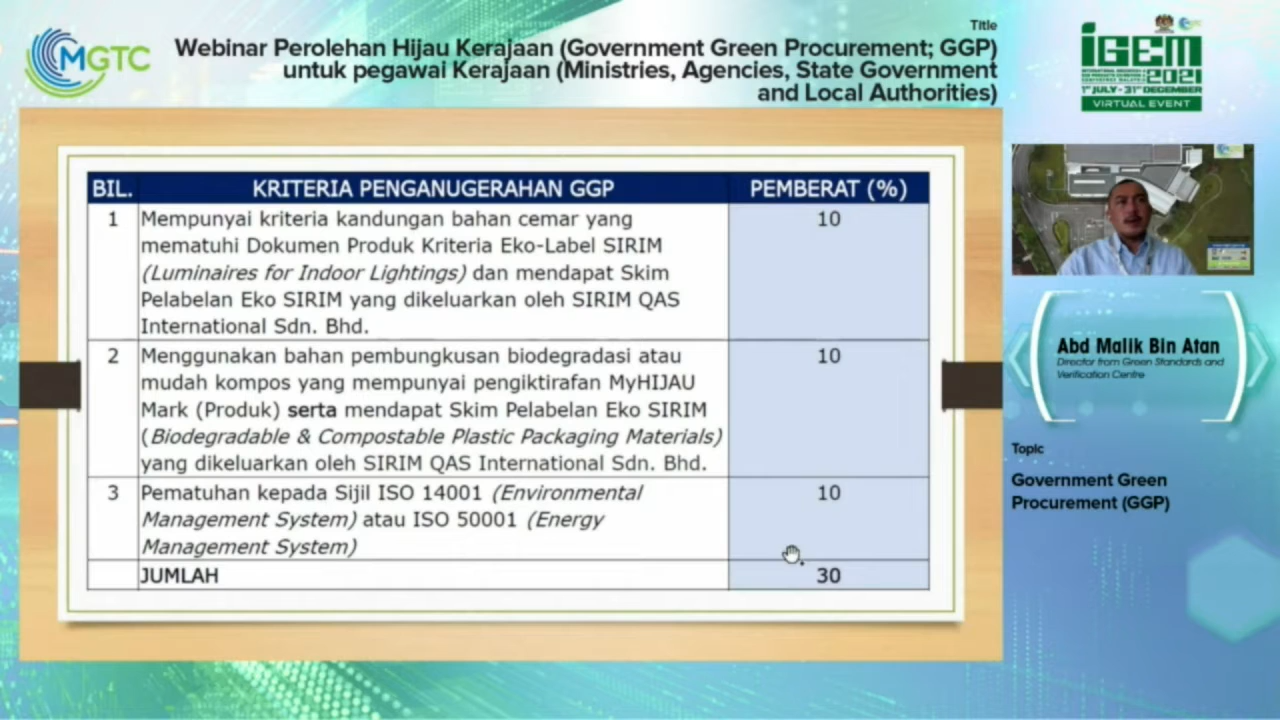 MGTC
Title
Webinar Perolehan Hijau Kerajaan (Government Green Procurement; GGP)
untuk pegawai Kerajaan (Ministries, Agencies, State Government
and Local Authorities)
iGEM
2021
1ST JULY - 31ST DECEMBER
VIRTUAL EVENT
BIL. KRITERIA PENGANUGERAHAN GGP PEMBERAT (%)
1 Mempunyai kriteria kandungan bahan cemar yang 10
mematuhi Dokumen Produk Kriteria Eko-Label SIRIM
(Luminaires for Indoor Lightings) dan mendapat Skim
Pelabelan Eko SIRIM yang dikeluarkan oleh SIRIM QAS
International Sdn. Bhd.
2 Menggunakan bahan pembungkusan biodegradasi atau 10
mudah kompos yang mempunyai pengiktirafan MyHIJAU
Mark (Produk) serta mendapat Skim Pelabelan Eko SIRIM
(Biodegradable & Compostable Plastic Packaging Materials)
yang dikeluarkan oleh SIRIM QAS International Sdn. Bhd.
3 Pematuhan kepada Sijil ISO 14001 (Environmental 10
Management System) atau ISO 50001 (Energy
Management System)
JUMLAH 30
Abd Malik Bin Atan
Director from Green Standards and
Verification Centre
Topic
Government Green
Procurement (GGP)